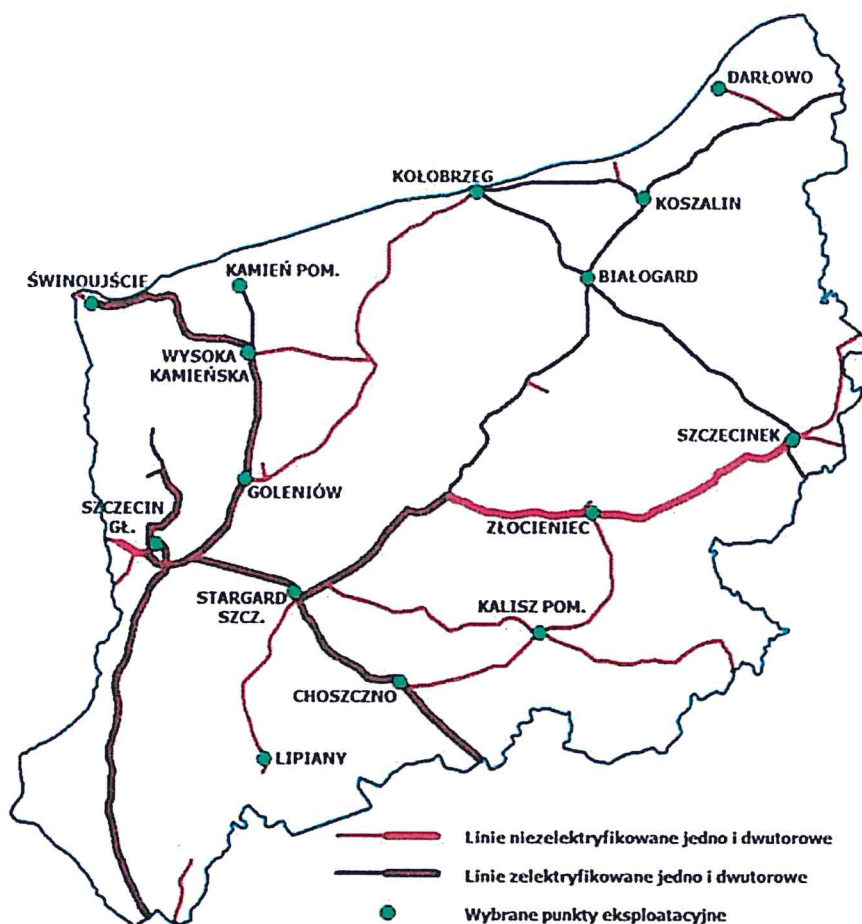 DARŁOWO
KOŁOBRZEG
KOSZALIN
BIAŁOGARD
ŚWINOUJŚCIE
KAMIEŃ POM.
WYSOKA
KAMIEŃSKA
SZCZECINEK
GOLENIÓW
SZCZECIN
GŁ.
ZŁOCIENIEC
STARGARD
SZCZ.
KALISZ POM.
CHOSZCZNO
LIPIANY
Linie niezelektryfikowane jedno i dwutorowe
Linie zelektryfikowane jedno i dwutorowe
Wybrane punkty eksploatacyjne